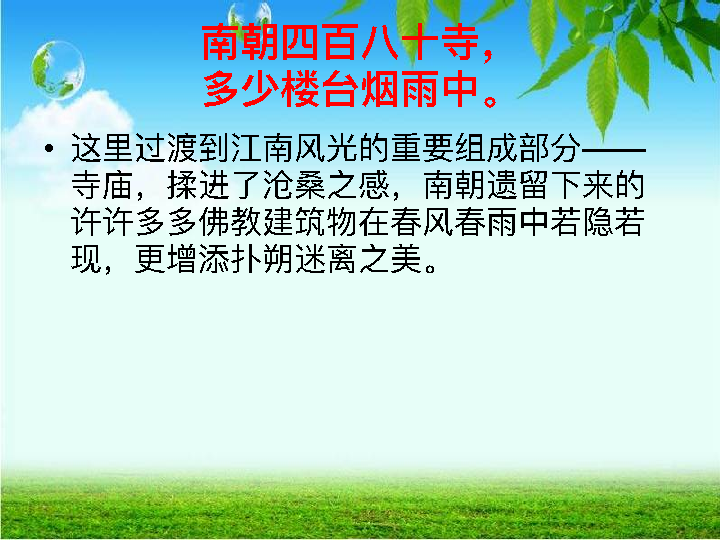 南朝四百八十寺，
多少楼台烟雨中。
• 这里过渡到江南风光的重要组成部分——
寺庙，揉进了沧桑之感，南朝遗留下来的
许许多多佛教建筑物在春风春雨中若隐若
现，更增添扑朔迷离之美。